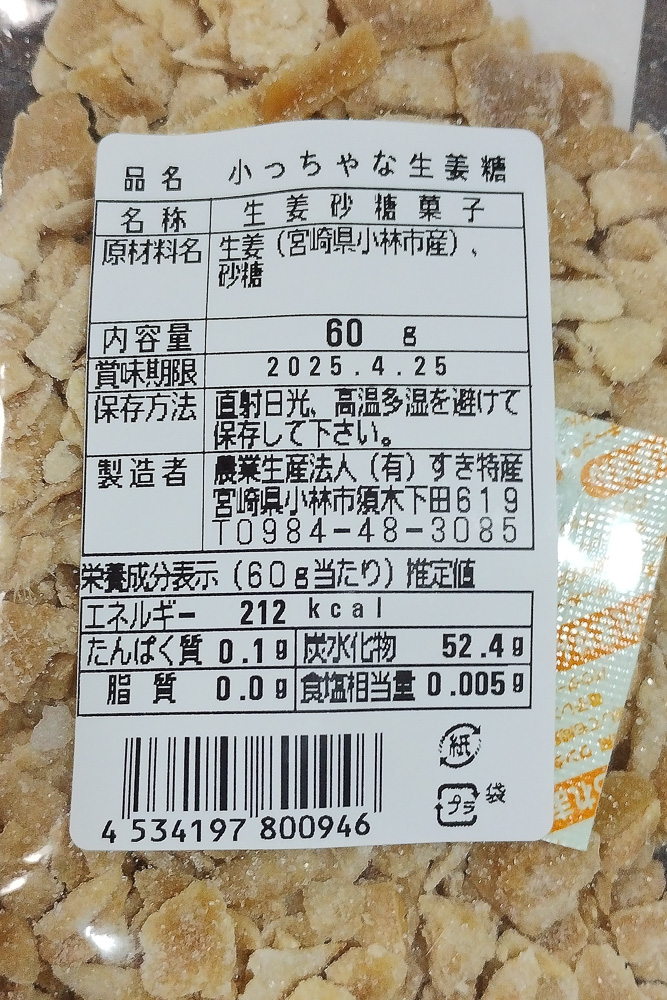 品名 小っちゃな生姜糖
名称 生姜砂糖菓子
原材料名 生姜（宮崎県小林市産）、
砂糖
内容量 60 g
賞味期限 2025.4.25
保存方法 直射日光、高温多湿を避けて
保存して下さい。
製造者 農業生産法人（有）すき特産
宮崎県小林市須木下田619
T0984-48-3085
栄養成分表示（60g当たり）推定値
エネルギー 212 kcal
たんぱく質 0.1g 炭水化物 52.4g
脂質 0.0g 食塩相当量 0.005g
紙
プラ 袋
4 534197 800946